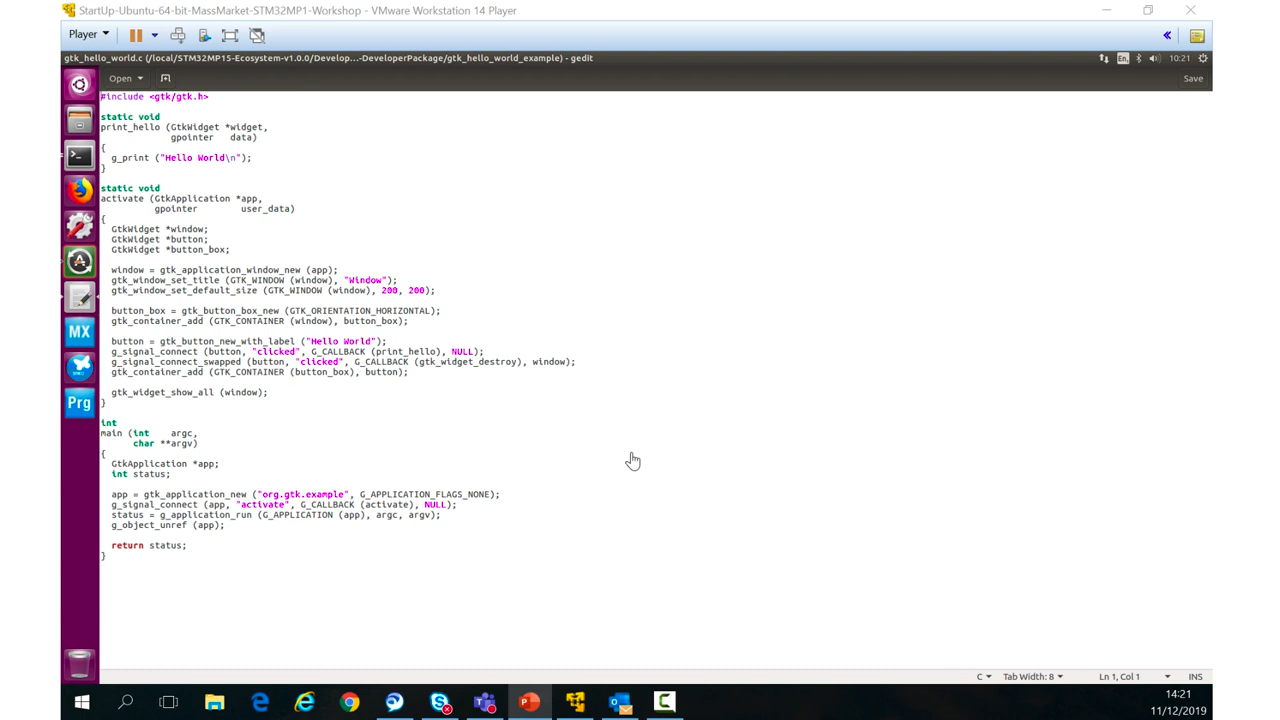 StartUp-Ubuntu-64-bit-MassMarket-STM32MP1-Workshop - VMware Workstation 14 Player
Player
gtk_hello_world.c (/local/STM32MP15-Ecosystem-v1.0.0/Develop...-DeveloperPackage/gtk_hello_world_example) - gedit
En 10:21
Open Save
#include <gtk/gtk.h>
static void
print_hello (GtkWidget *widget,
gpointer data)
{
g_print ("Hello World\n");
}
static void
activate (GtkApplication *app,
gpointer user_data)
{
GtkWidget *window;
GtkWidget *button;
GtkWidget *button_box;
window = gtk_application_window_new (app);
gtk_window_set_title (GTK_WINDOW (window), "Window");
gtk_window_set_default_size (GTK_WINDOW (window), 200, 200);
button_box = gtk_button_box_new (GTK_ORIENTATION_HORIZONTAL);
gtk_container_add (GTK_CONTAINER (window), button_box);
button = gtk_button_new_with_label ("Hello World");
g_signal_connect (button, "clicked", G_CALLBACK (print_hello), NULL);
g_signal_connect_swapped (button, "clicked", G_CALLBACK (gtk_widget_destroy), window);
gtk_container_add (GTK_CONTAINER (button_box), button);
gtk_widget_show_all (window);
}
int
main (int argc,
char **argv)
{
GtkApplication *app;
int status;
app = gtk_application_new ("org.gtk.example", G_APPLICATION_FLAGS_NONE);
g_signal_connect (app, "activate", G_CALLBACK (activate), NULL);
status = g_application_run (G_APPLICATION (app), argc, argv);
g_object_unref (app);
return status;
}
MX
Prg
C Tab Width: 8 Ln 1, Col 1 INS
14:21
11/12/2019